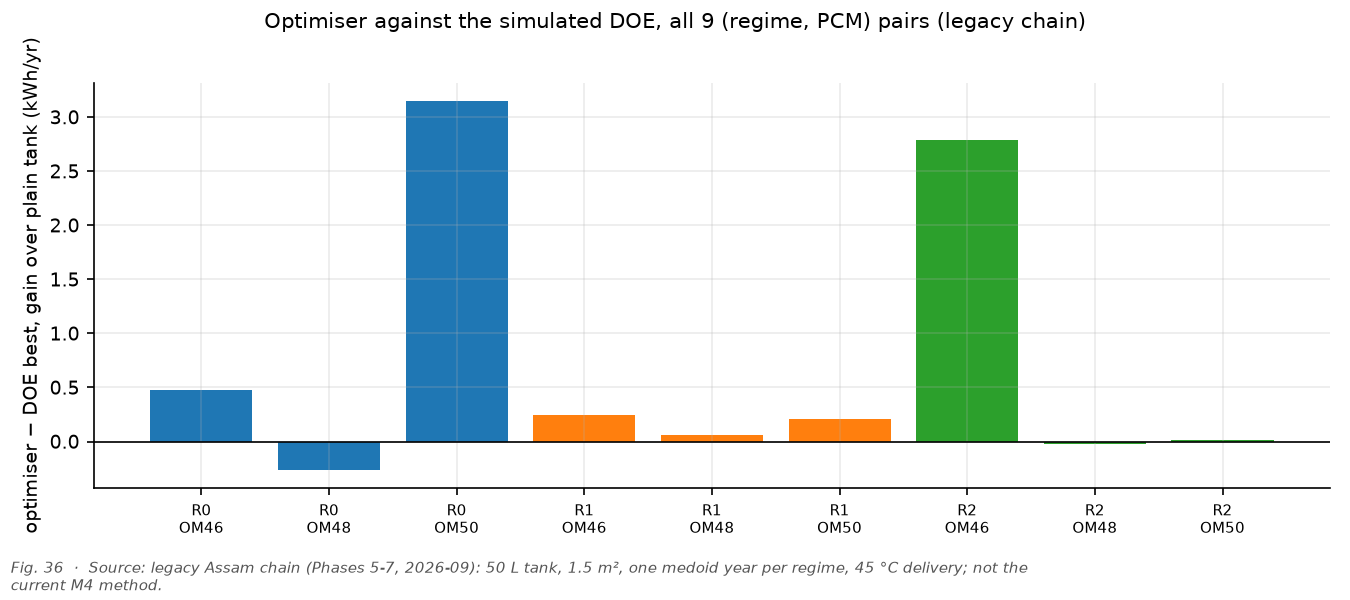 Optimiser against the simulated DOE, all 9 (regime, PCM) pairs (legacy chain)
optimiser − DOE best, gain over plain tank (kWh/yr)
3.0
2.5
2.0
1.5
1.0
0.5
0.0
R0 R0 R0 R1 R1 R1 R2 R2 R2
OM46 OM48 OM50 OM46 OM48 OM50 OM46 OM48 OM50
Fig. 36 · Source: legacy Assam chain (Phases 5-7, 2026-09): 50 L tank, 1.5 m², one medoid year per regime, 45 °C delivery; not the
current M4 method.